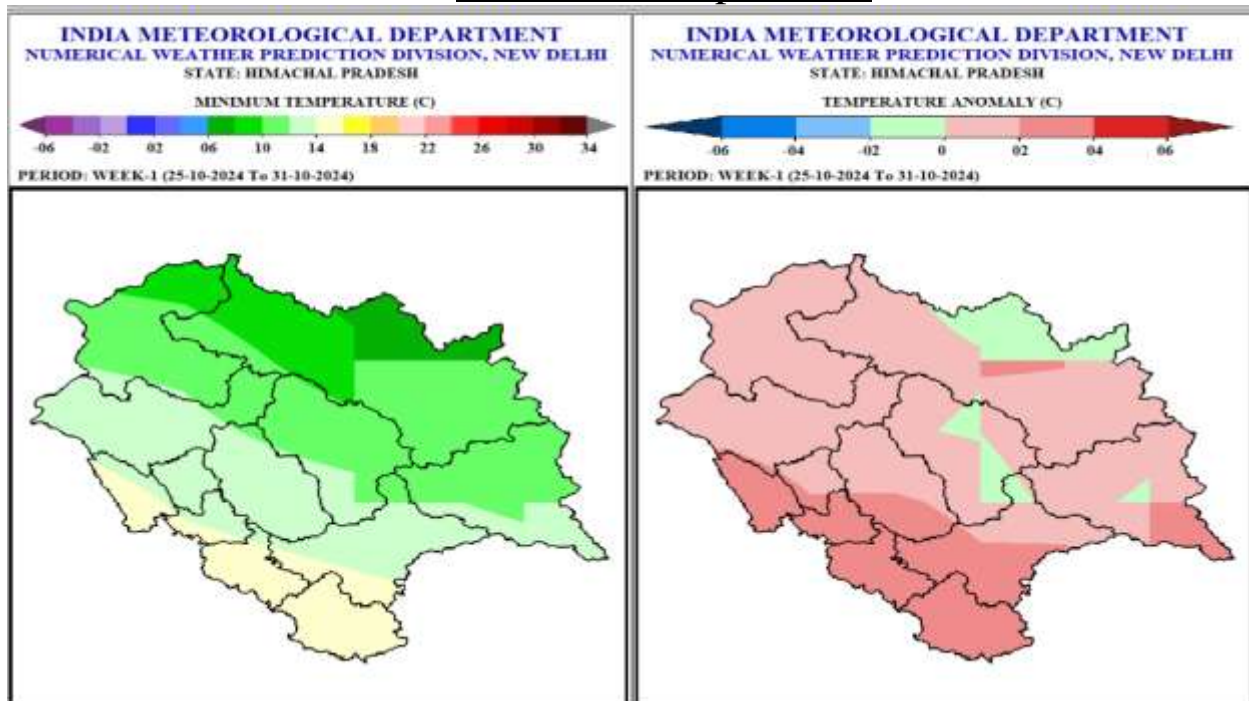 INDIA METEOROLOGICAL DEPARTMENT
NUMERICAL WEATHER PREDICTION DIVISION, NEW DELHI
STATE: HIMACHAL PRADESH
MINIMUM TEMPERATURE (C)
-06 -02 02 06 10 14 18 22 26 30 34
PERIOD: WEEK-1 (25-10-2024 To 31-10-2024)
INDIA METEOROLOGICAL DEPARTMENT
NUMERICAL WEATHER PREDICTION DIVISION, NEW DELHI
STATE: HIMACHAL PRADESH
TEMPERATURE ANOMALY (C)
-06 -04 -02 0 02 04 06
PERIOD: WEEK-1 (25-10-2024 To 31-10-2024)